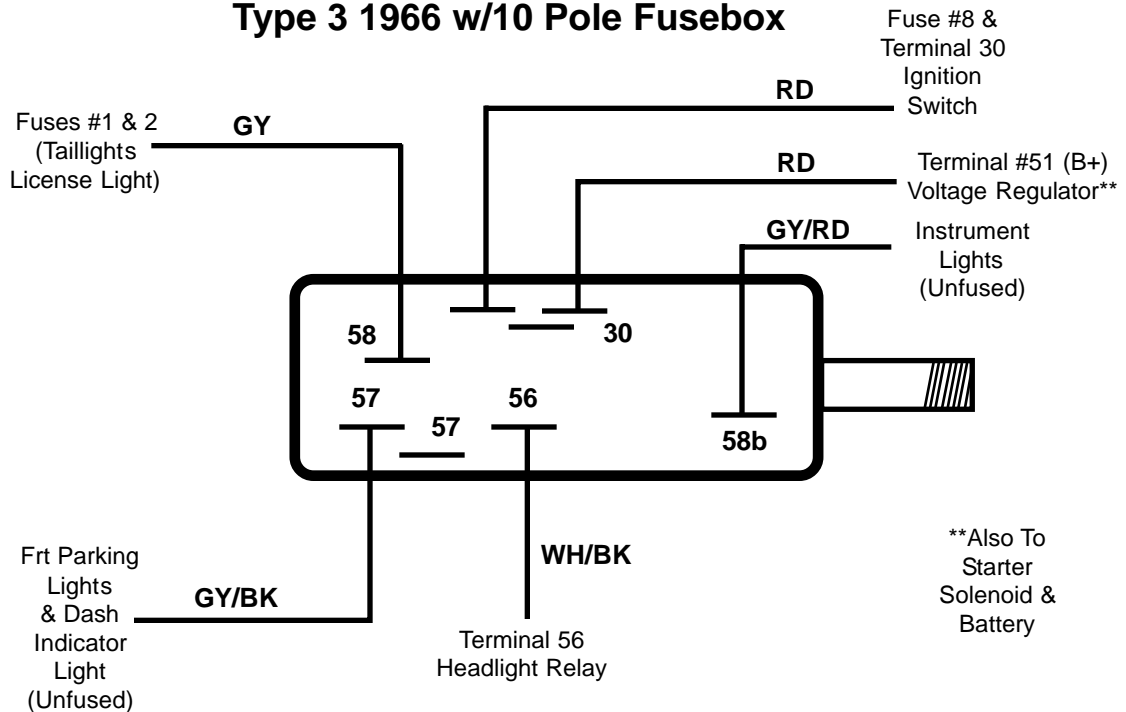 Type 3 1966 w/10 Pole Fusebox
Fuse #8 &
Terminal 30
Ignition
Switch
RD
Fuses #1 & 2
(Taillights
License Light)
GY
RD
Terminal #51 (B+)
Voltage Regulator**
GY/RD
Instrument
Lights
(Unfused)
58
30
57
57
56
58b
Frt Parking
Lights
& Dash
Indicator
Light
(Unfused)
GY/BK
WH/BK
Terminal 56
Headlight Relay
**Also To
Starter
Solenoid &
Battery